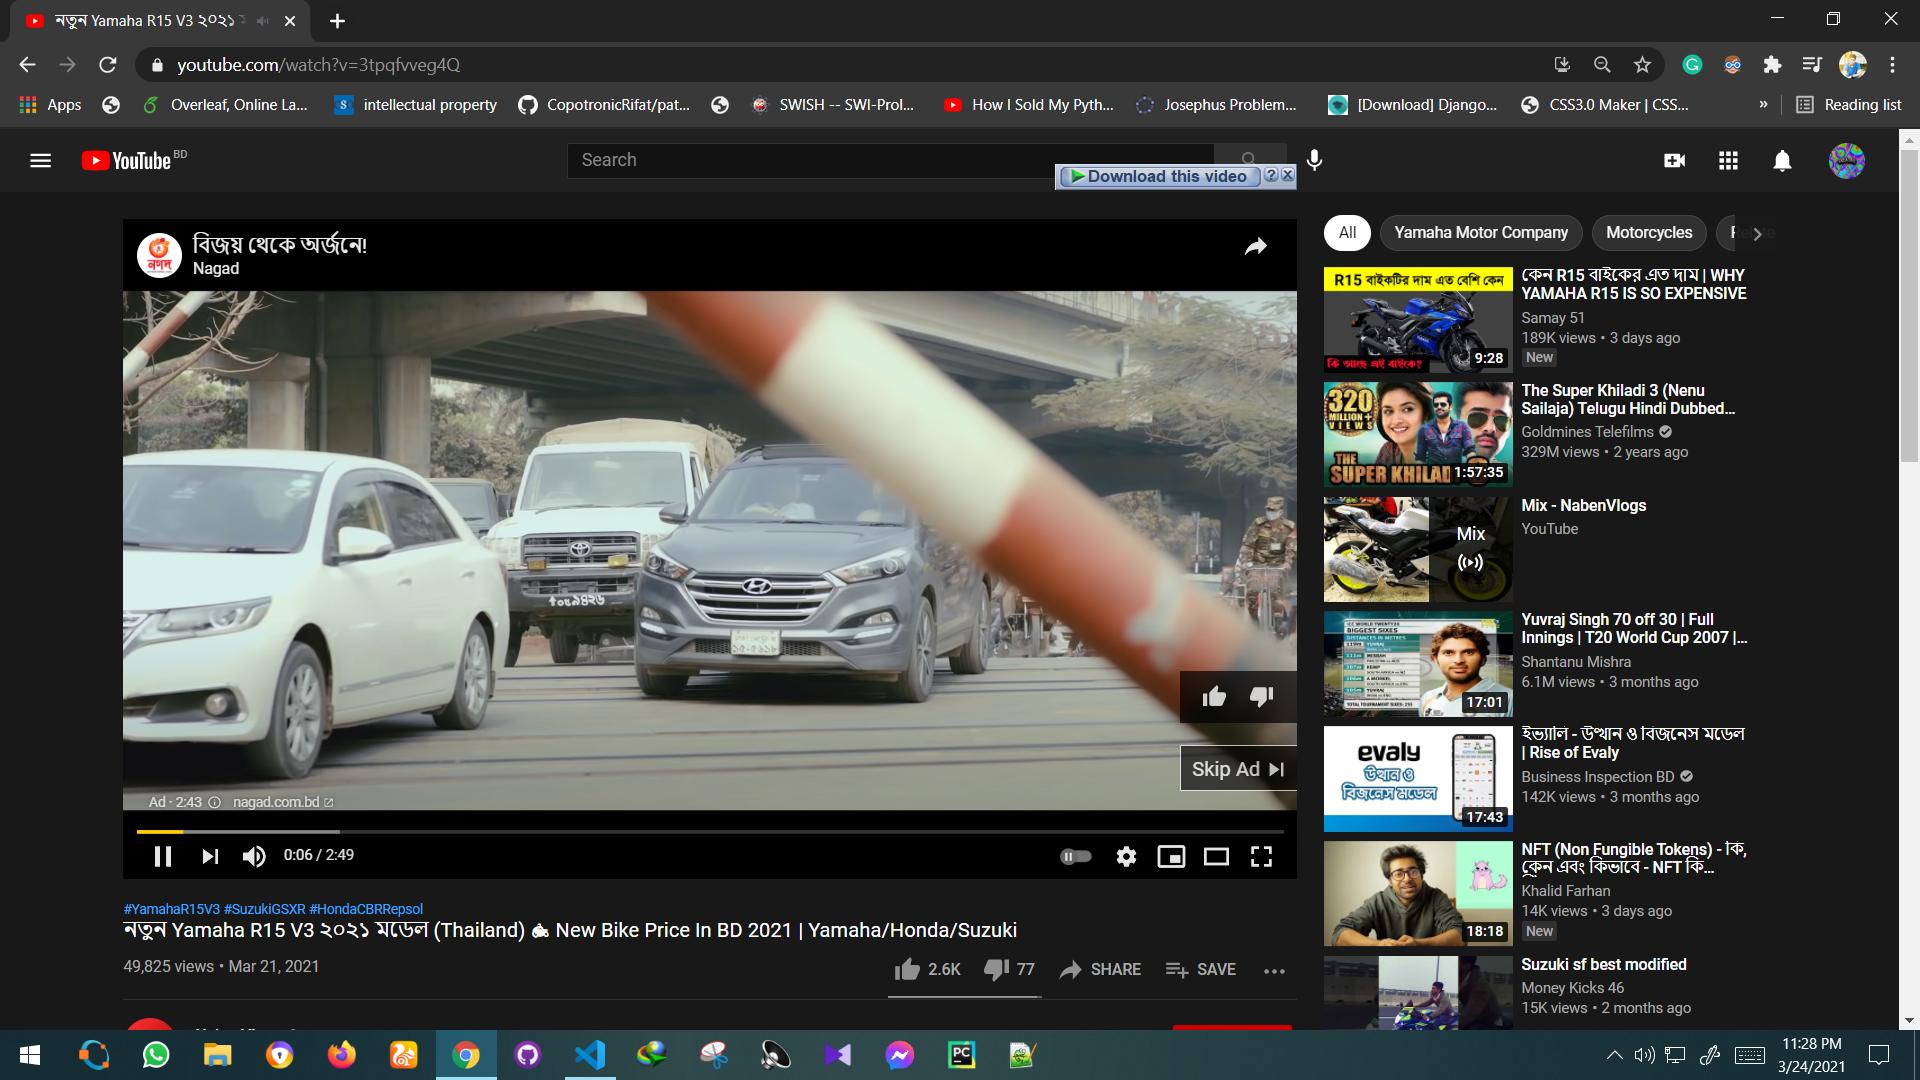 নতুন Yamaha R15 V3 ২০২১
youtube.com/watch?v=3tpqfvveg4Q
Apps
Overleaf, Online La...
intellectual property
CopotronicRifat/pat...
SWISH -- SWI-Prol...
How I Sold My Pyth...
Josephus Problem...
[Download] Django...
CSS3.0 Maker | CSS...
»
Reading list
YouTube BD
Search
Download this video
বিজয় থেকে অর্জনে!
Nagad
নগদ
Ad · 2:43
nagad.com.bd
Skip Ad
0:06 / 2:49
#YamahaR15V3 #SuzukiGSXR #HondaCBRRepsol
নতুন Yamaha R15 V3 ২০২১ মডেল (Thailand) 🏍 New Bike Price In BD 2021 | Yamaha/Honda/Suzuki
49,825 views • Mar 21, 2021
2.6K
77
SHARE
SAVE
All
Yamaha Motor Company
Motorcycles
R15 বাইকটির দাম এত বেশি কেন
কি আছে এই বাইকে?
9:28
কেন R15 বাইকের এত দাম | WHY
YAMAHA R15 IS SO EXPENSIVE
Samay 51
189K views • 3 days ago
New
320
MILLION+
VIEWS
THE
SUPER KHILAD
1:57:35
The Super Khiladi 3 (Nenu
Sailaja) Telugu Hindi Dubbed...
Goldmines Telefilms
329M views • 2 years ago
Mix
Mix - NabenVlogs
YouTube
ICC WORLD TWENTY20
BIGGEST SIXES
DISTANCES IN METRES
17:01
Yuvraj Singh 70 off 30 | Full
Innings | T20 World Cup 2007 |...
Shantanu Mishra
6.1M views • 3 months ago
evaly
উত্থান ও
বিজনেস মডেল
17:43
ইভ্যালি - উত্থান ও বিজনেস মডেল
| Rise of Evaly
Business Inspection BD
142K views • 3 months ago
18:18
NFT (Non Fungible Tokens) - কি,
কেন এবং কিভাবে - NFT কি...
Khalid Farhan
14K views • 3 days ago
New
Suzuki sf best modified
Money Kicks 46
15K views • 2 months ago
11:28 PM
3/24/2021